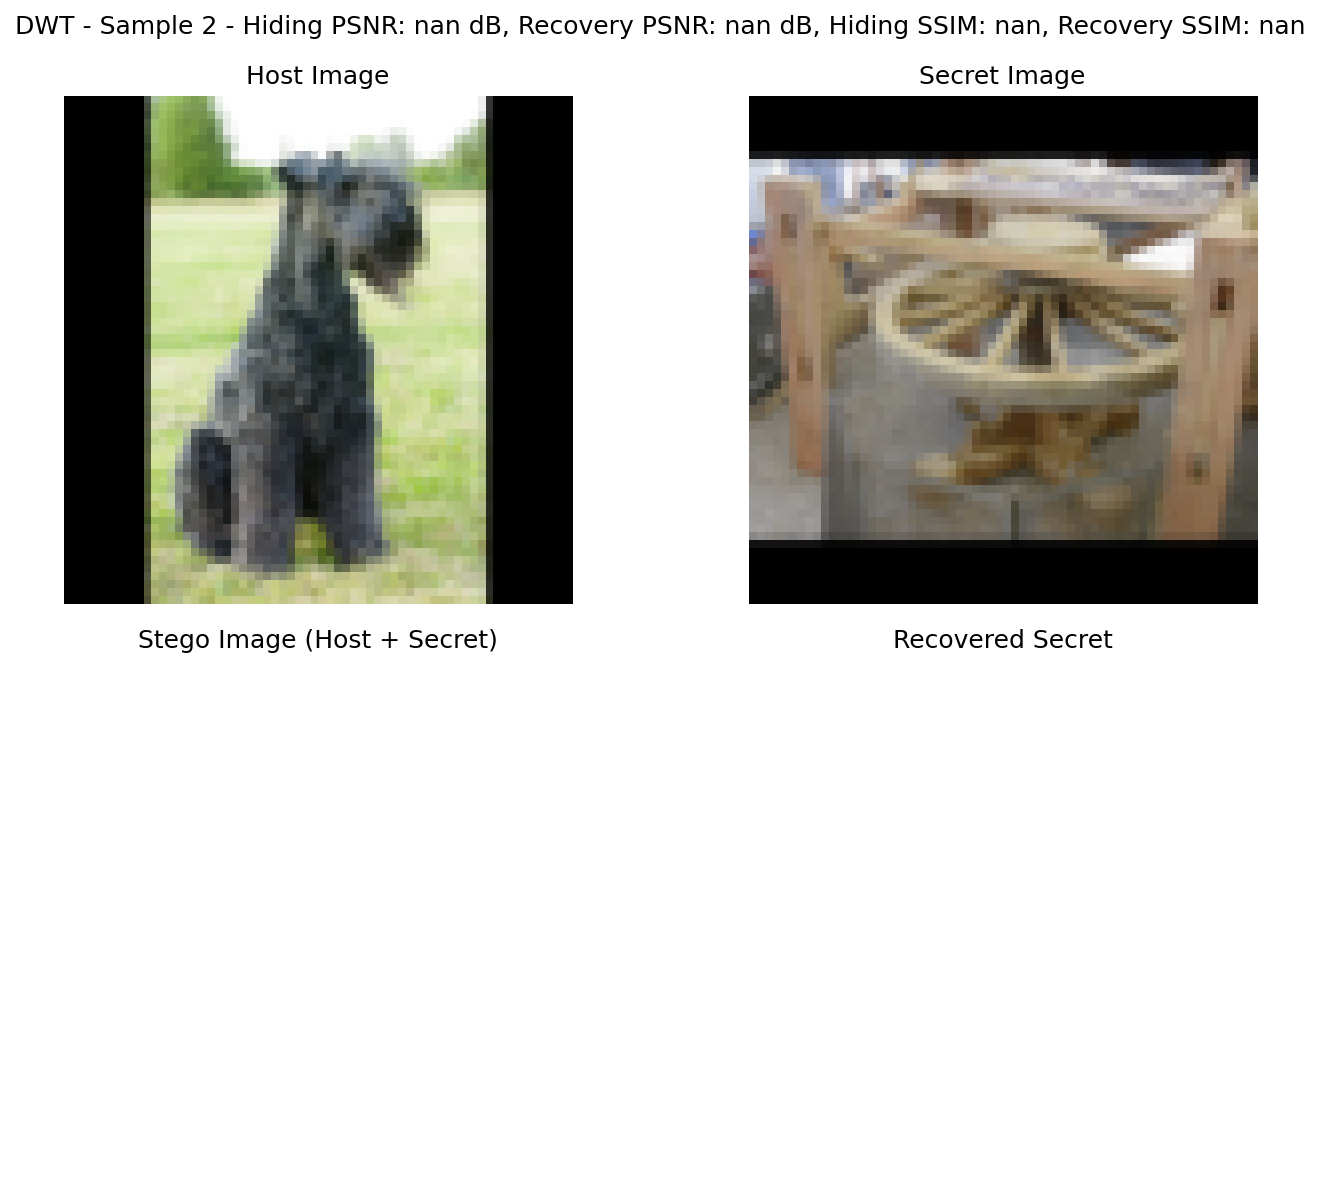 DWT - Sample 2 - Hiding PSNR: nan dB, Recovery PSNR: nan dB, Hiding SSIM: nan, Recovery SSIM: nan
Host Image
Secret Image
Stego Image (Host + Secret)
Recovered Secret